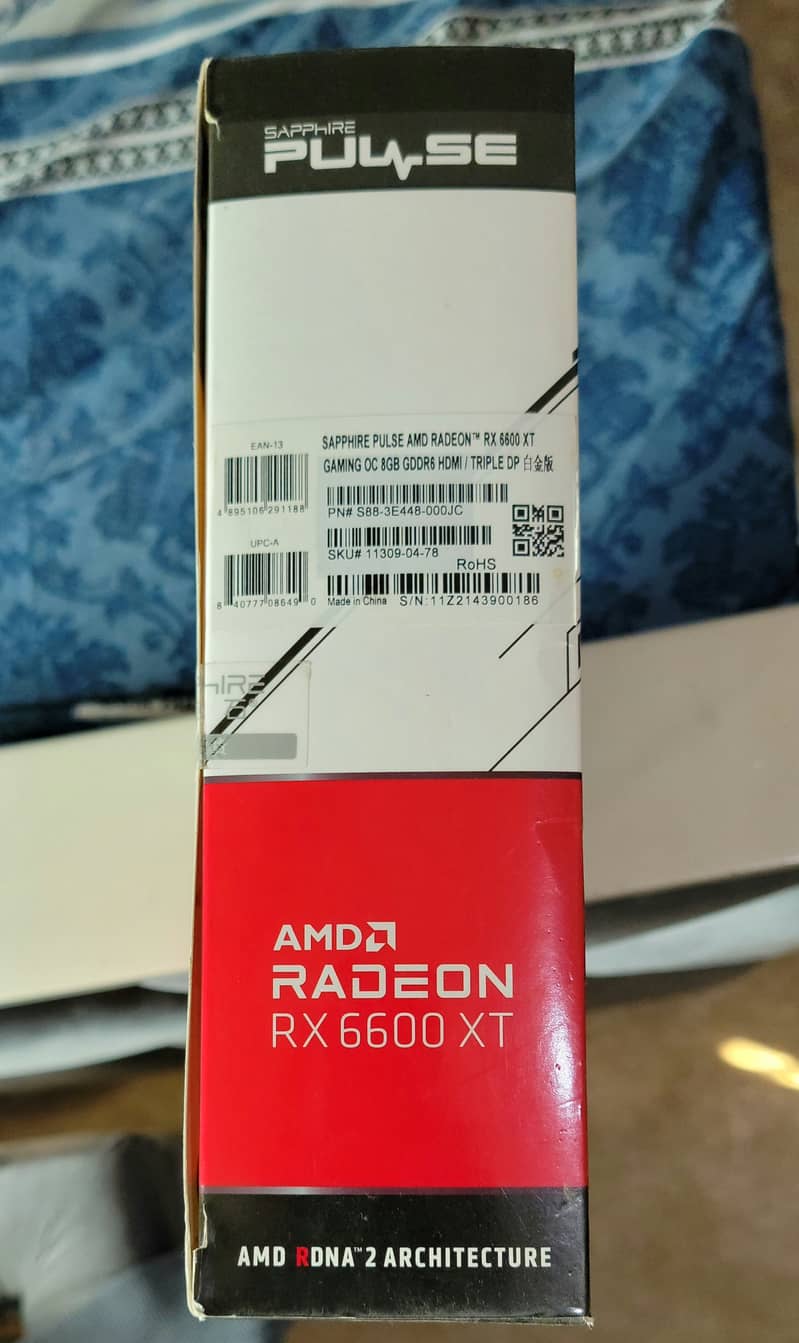 SAPPHIRE
PULSE
EAN-13
4 895106 291188
SAPPHIRE PULSE AMD RADEON™ RX 6600 XT
GAMING OC 8GB GDDR6 HDMI / TRIPLE DP 白金版
PN# S88-3E448-000JC
UPC-A
SKU# 11309-04-78
RoHS
8 40777 08649 0
Made in China S/N:11Z2143900186
HIRE
AMD
RADEON
RX 6600 XT
AMD RDNA™ 2 ARCHITECTURE